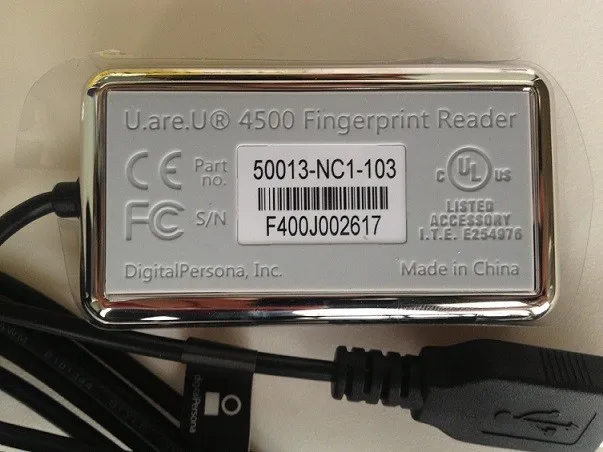 U.are.U® 4500 Fingerprint Reader
CE Part no. 50013-NC1-103
FC S/N F400J002617
C UL® US
LISTED
ACCESSORY
I.T.E. E254976
DigitalPersona, Inc. Made in China
digitalPersona